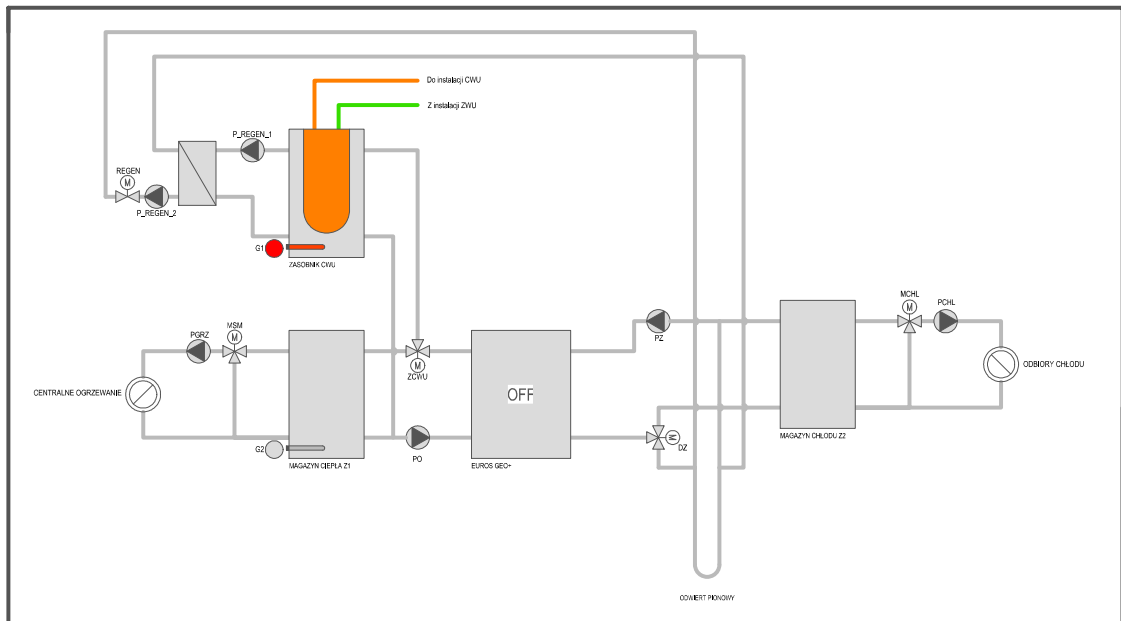 Do instalacji CWU
Z instalacji ZWU
P_REGEN_1
REGEN
M
P_REGEN_2
G1
ZASOBNIK CWU
MCHL
M
PCHL
MSM
M
PGRZ
PZ
M
ZCWU
ODBIORY CHŁODU
OFF
CENTRALNE OGRZEWANIE
G2
PO
M
DZ
MAGAZYN CHŁODU Z2
MAGAZYN CIEPŁA Z1
EUROS GEO+
ODWIERT PIONOWY